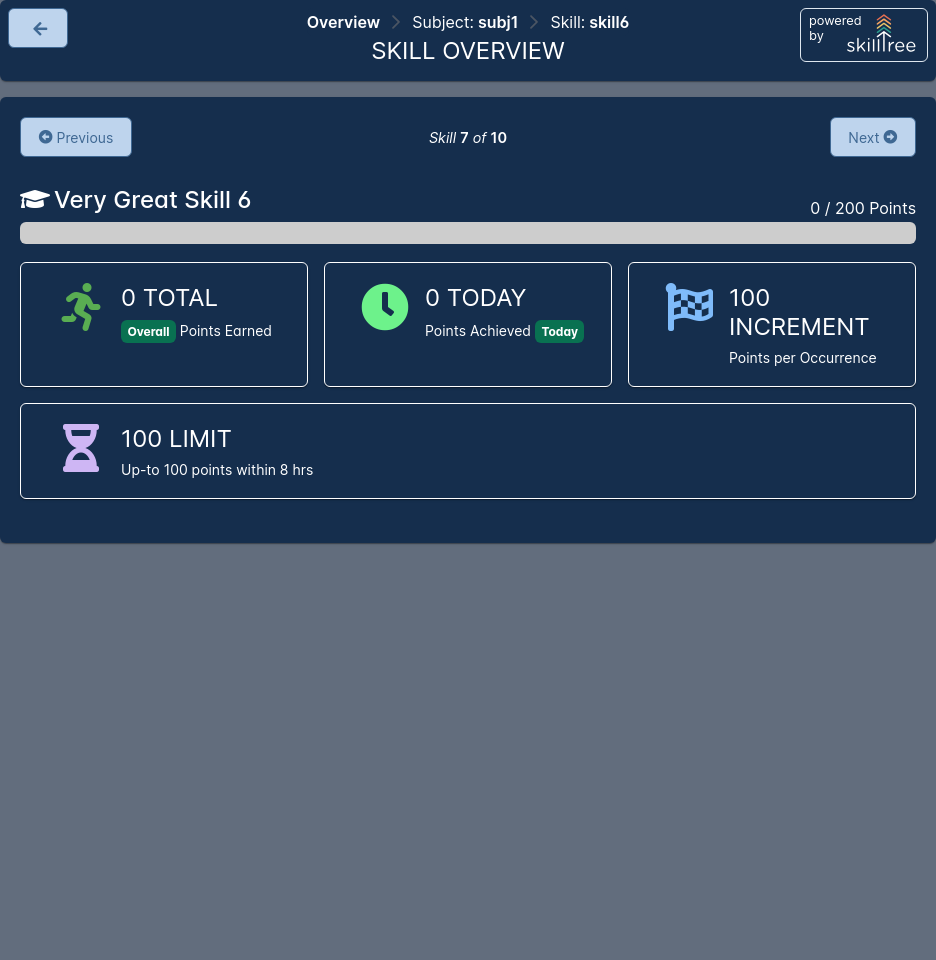 Overview Subject: subj1 Skill: skill6
SKILL OVERVIEW
powered
by
skilltree
Previous
Skill 7 of 10
Next
Very Great Skill 6
0 / 200 Points
0 TOTAL
Overall Points Earned
0 TODAY
Points Achieved Today
100
INCREMENT
Points per Occurrence
100 LIMIT
Up-to 100 points within 8 hrs